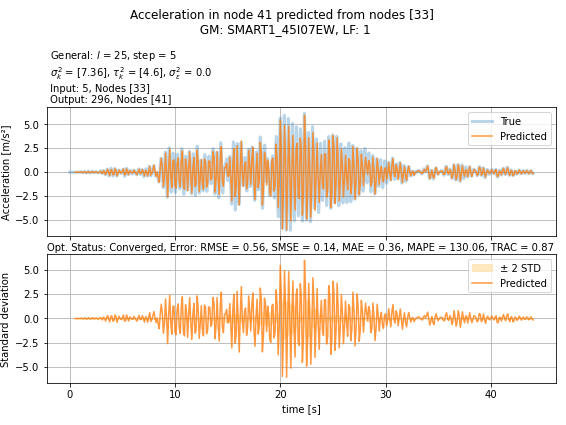 Acceleration in node 41 predicted from nodes [33]
GM: SMART1_45I07EW, LF: 1
General: l = 25, step = 5
σ²ₖ = [7.36], τ²ₖ = [4.6], σ²ₑ = 0.0
Input: 5, Nodes [33]
Output: 296, Nodes [41]
Acceleration [m/s²]
5.0
2.5
0.0
−2.5
−5.0
True
Predicted
Opt. Status: Converged, Error: RMSE = 0.56, SMSE = 0.14, MAE = 0.36, MAPE = 130.06, TRAC = 0.87
Standard deviation
5.0
2.5
0.0
−2.5
−5.0
± 2 STD
Predicted
0 10 20 30 40
time [s]